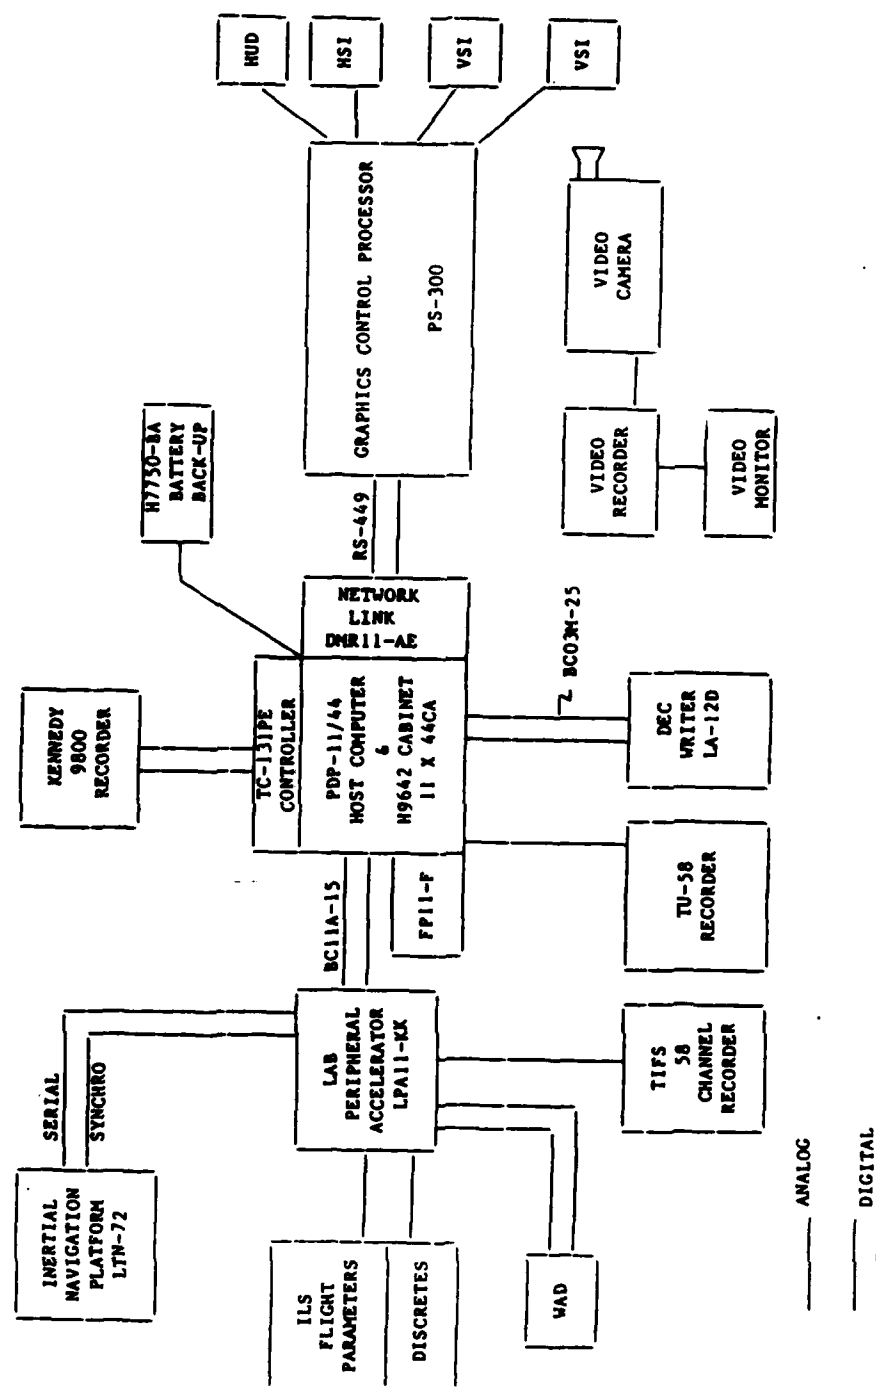 HUD
HSI
VSI
VSI
GRAPHICS CONTROL PROCESSOR
PS-300
VIDEO
CAMERA
VIDEO
RECORDER
VIDEO
MONITOR
H7750-BA
BATTERY
BACK-UP
RS-449
NETWORK
LINK
DMR11-AE
KENNEDY
9800
RECORDER
TC-131PE
CONTROLLER
PDP-11/44
HOST COMPUTER
&
H9642 CABINET
11 X 44CA
BC03M-25
DEC
WRITER
LA-12D
TU-58
RECORDER
FP11-F
BC11A-15
LAB
PERIPHERAL
ACCELERATOR
LPA11-KK
TIFS
58
CHANNEL
RECORDER
SERIAL
SYNCHRO
INERTIAL
NAVIGATION
PLATFORM
LTN-72
ILS
FLIGHT
PARAMETERS
DISCRETES
WAD
ANALOG
DIGITAL